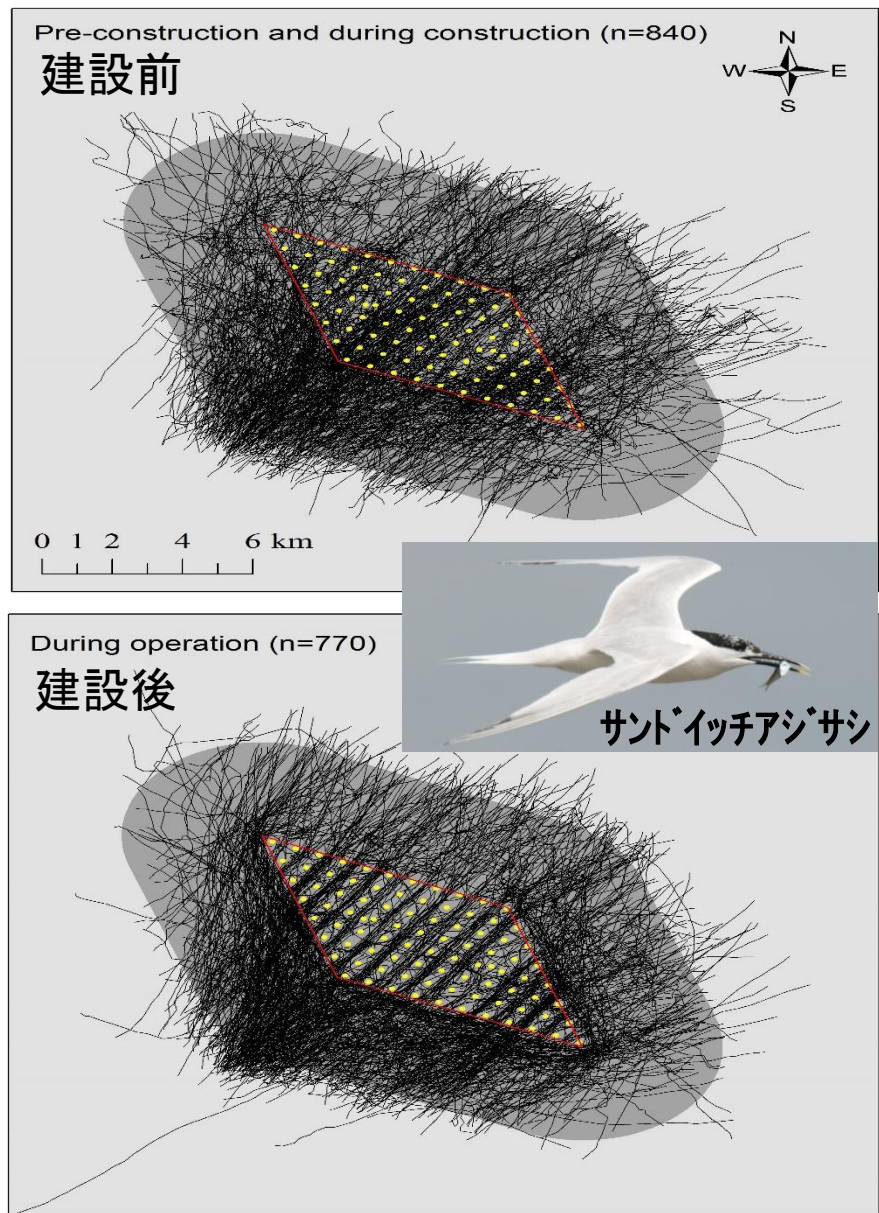 Pre-construction and during construction (n=840)
建設前
N
W E
S
0 1 2 4 6 km
During operation (n=770)
建設後
サンドイッチアジサシ